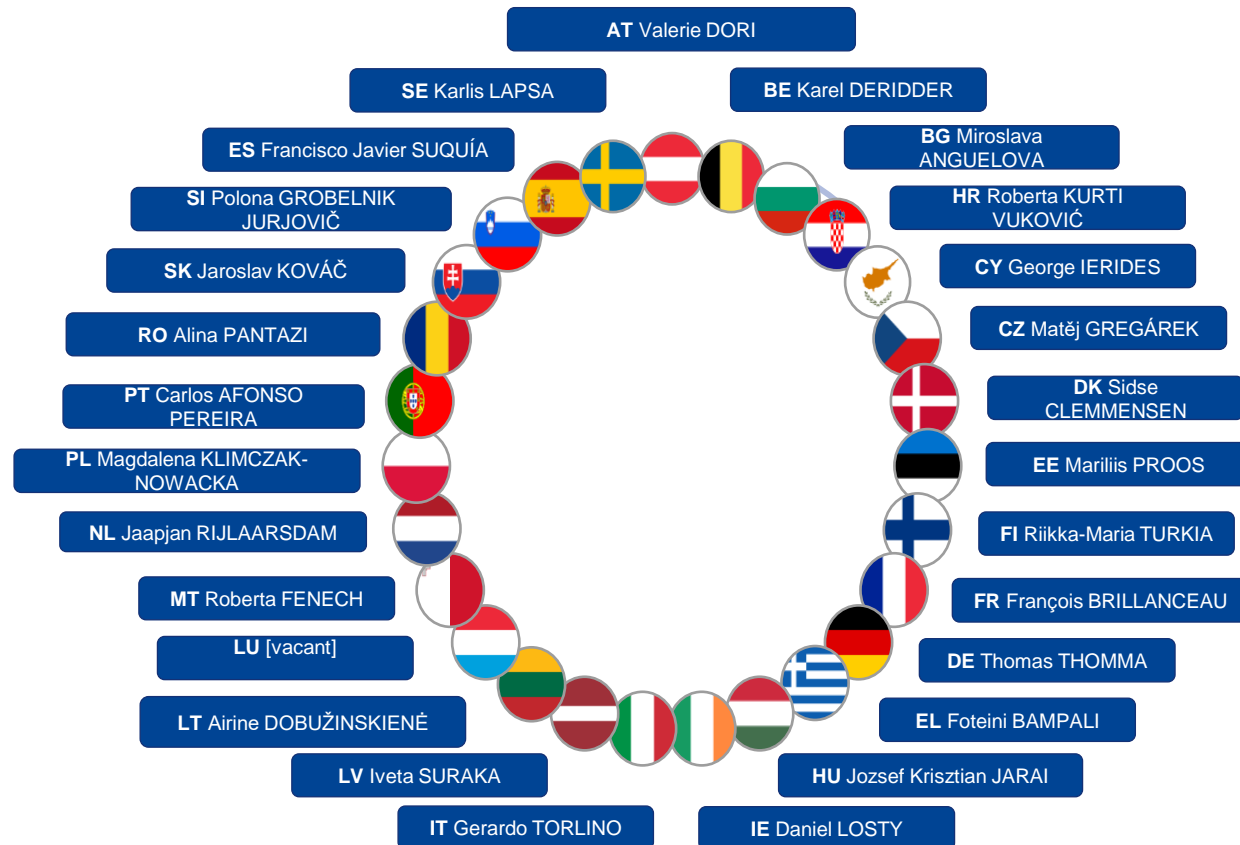 AT Valerie DORI
SE Karlis LAPSA
BE Karel DERIDDER
ES Francisco Javier SUQUÍA
BG Miroslava
ANGUELOVA
SI Polona GROBELNIK
JURJOVIČ
HR Roberta KURTI
VUKOVIĆ
SK Jaroslav KOVÁČ
CY George IERIDES
RO Alina PANTAZI
CZ Matěj GREGÁREK
PT Carlos AFONSO
PEREIRA
DK Sidse
CLEMMENSEN
PL Magdalena KLIMCZAK-
NOWACKA
EE Mariliis PROOS
NL Jaapjan RIJLAARSDAM
FI Riikka-Maria TURKIA
MT Roberta FENECH
FR François BRILLANCEAU
LU [vacant]
DE Thomas THOMMA
LT Airine DOBUŽINSKIENĖ
EL Foteini BAMPALI
LV Iveta SURAKA
HU Jozsef Krisztian JARAI
IT Gerardo TORLINO
IE Daniel LOSTY